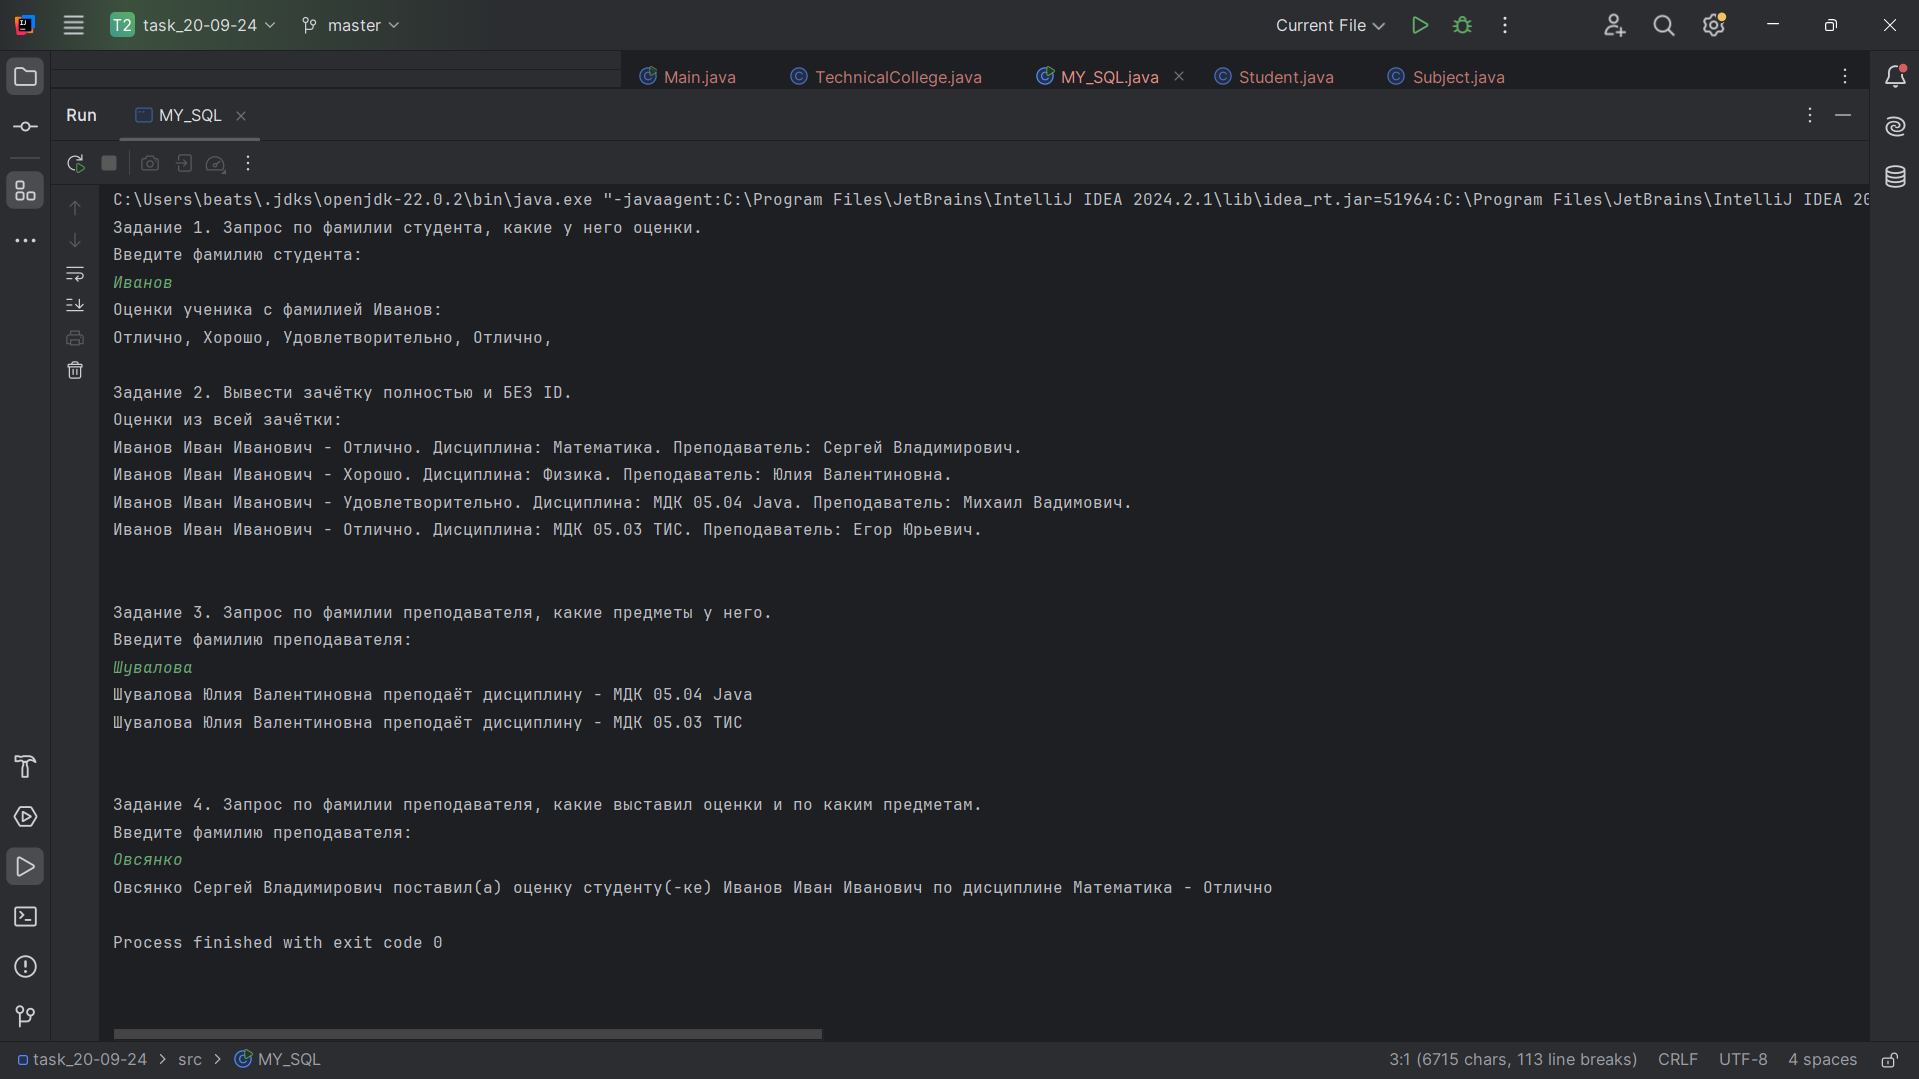 T2 task_20-09-24 master Current File
Main.java TechnicalCollege.java MY_SQL.java Student.java Subject.java
Run MY_SQL
C:\Users\beats\.jdks\openjdk-22.0.2\bin\java.exe "-javaagent:C:\Program Files\JetBrains\IntelliJ IDEA 2024.2.1\lib\idea_rt.jar=51964:C:\Program Files\JetBrains\IntelliJ IDEA 20
Задание 1. Запрос по фамилии студента, какие у него оценки.
Введите фамилию студента:
Иванов
Оценки ученика с фамилией Иванов:
Отлично, Хорошо, Удовлетворительно, Отлично,
Задание 2. Вывести зачётку полностью и БЕЗ ID.
Оценки из всей зачётки:
Иванов Иван Иванович - Отлично. Дисциплина: Математика. Преподаватель: Сергей Владимирович.
Иванов Иван Иванович - Хорошо. Дисциплина: Физика. Преподаватель: Юлия Валентиновна.
Иванов Иван Иванович - Удовлетворительно. Дисциплина: МДК 05.04 Java. Преподаватель: Михаил Вадимович.
Иванов Иван Иванович - Отлично. Дисциплина: МДК 05.03 ТИС. Преподаватель: Егор Юрьевич.
Задание 3. Запрос по фамилии преподавателя, какие предметы у него.
Введите фамилию преподавателя:
Шувалова
Шувалова Юлия Валентиновна преподаёт дисциплину - МДК 05.04 Java
Шувалова Юлия Валентиновна преподаёт дисциплину - МДК 05.03 ТИС
Задание 4. Запрос по фамилии преподавателя, какие выставил оценки и по каким предметам.
Введите фамилию преподавателя:
Овсянко
Овсянко Сергей Владимирович поставил(а) оценку студенту(-ке) Иванов Иван Иванович по дисциплине Математика - Отлично
Process finished with exit code 0
task_20-09-24 > src > MY_SQL 3:1 (6715 chars, 113 line breaks) CRLF UTF-8 4 spaces